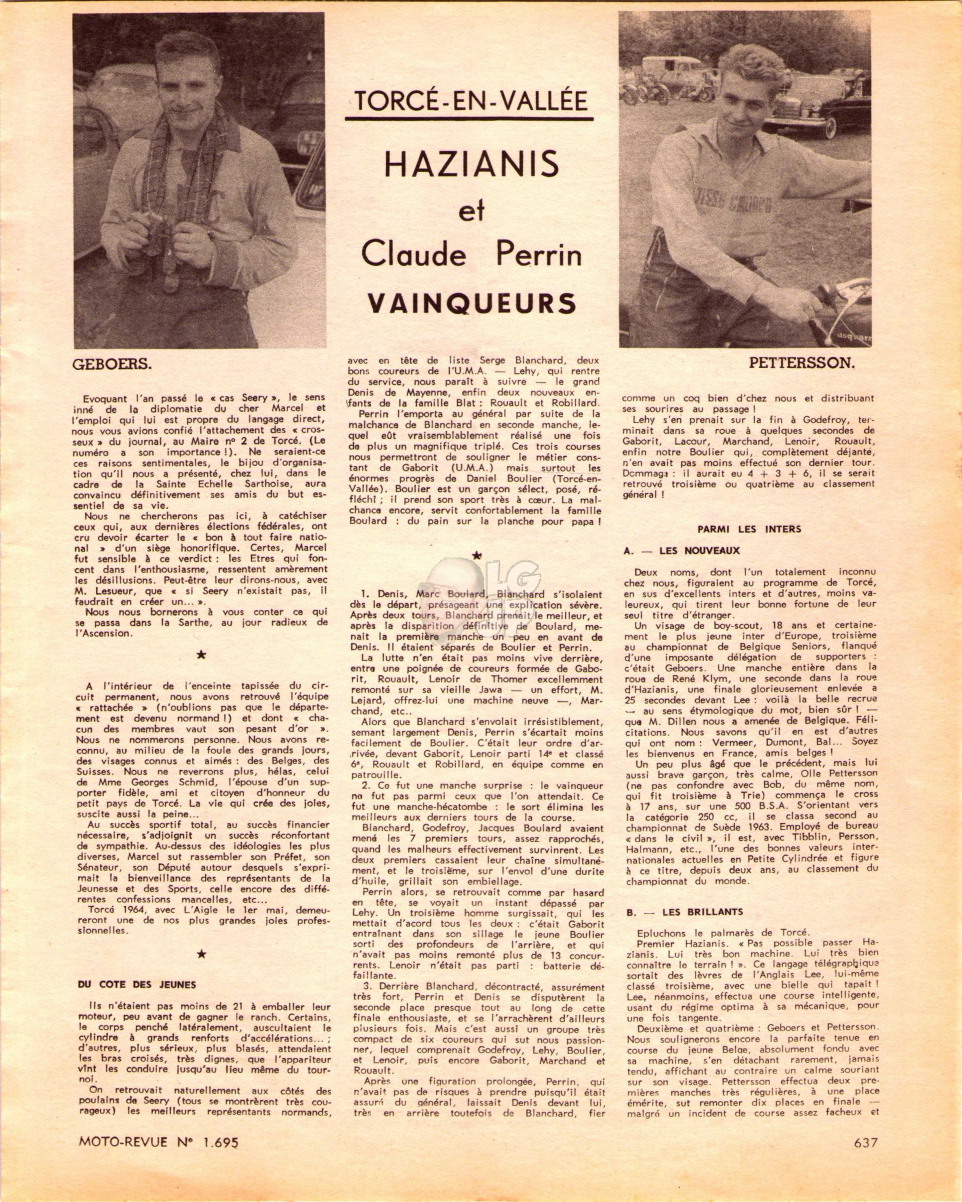 TORCÉ-EN-VALLÉE
HAZIANIS
et
Claude Perrin
VAINQUEURS
GEBOERS.
PETTERSSON.
Evoquant l'an passé le « cas Seery », le sens
inné de la diplomatie du cher Marcel et
l'emploi qui lui est propre du langage direct,
nous vous avions confié l'attachement des « cros-
seux » du journal, au Maire nº 2 de Torcé. (Le
numéro a son importance !). Ne seraient-ce
ces raisons sentimentales, le bijou d'organisa-
tion qu'il nous a présenté, chez lui, dans le
cadre de la Sainte Echelle Sarthoise, aura
convaincu définitivement ses amis du but es-
sentiel de sa vie.
Nous ne chercherons pas ici, à catéchiser
ceux qui, aux dernières élections fédérales, ont
cru devoir écarter le « bon à tout faire natio-
nal » d'un siège honorifique. Certes, Marcel
fut sensible à ce verdict : les Etres qui fon-
cent dans l'enthousiasme, ressentent amèrement
les désillusions. Peut-être leur dirons-nous, avec
M. Lesueur, que « si Seery n'existait pas, il
faudrait en créer un... ».
Nous nous bornerons à vous conter ce qui
se passa dans la Sarthe, au jour radieux de
l'Ascension.
★
A l'intérieur de l'enceinte tapissée du cir-
cuit permanent, nous avons retrouvé l'équipe
« rattachée » (n'oublions pas que le départe-
ment est devenu normand !) et dont « cha-
cun des membres vaut son pesant d'or ».
Nous ne nommerons personne. Nous avons re-
connu, au milieu de la foule des grands jours,
des visages connus et aimés : des Belges, des
Suisses. Nous ne reverrons plus, hélas, celui
de Mme Georges Schmid, l'épouse d'un sup-
porter fidèle, ami et citoyen d'honneur du
petit pays de Torcé. La vie qui crée des joies,
suscite aussi la peine...
Au succès sportif total, au succès financier
nécessaire, s'adjoignit un succès réconfortant
de sympathie. Au-dessus des idéologies les plus
diverses, Marcel sut rassembler son Préfet, son
Sénateur, son Député autour desquels s'expri-
mait la bienveillance des représentants de la
Jeunesse et des Sports, celle encore des diffé-
rentes confessions mancelles, etc...
Torcé 1964, avec L'Aigle le 1er mai, demeu-
reront une de nos plus grandes joies profes-
sionnelles.
★
DU COTE DES JEUNES
Ils n'étaient pas moins de 21 à emballer leur
moteur, peu avant de gagner le ranch. Certains,
le corps penché latéralement, auscultaient le
cylindre à grands renforts d'accélérations... ;
d'autres, plus sérieux, plus blasés, attendaient
les bras croisés, très dignes, que l'appariteur
vînt les conduire jusqu'au lieu même du tour-
noi.
On retrouvait naturellement aux côtés des
poulains de Seery (tous se montrèrent très cou-
rageux) les meilleurs représentants normands,
avec en tête de liste Serge Blanchard, deux
bons coureurs de l'U.M.A. — Lehy, qui rentre
du service, nous paraît à suivre — le grand
Denis de Mayenne, enfin deux nouveaux en-
fants de la famille Blat : Rouault et Robillard.
Perrin l'emporta au général par suite de la
malchance de Blanchard en seconde manche, le-
quel eût vraisemblablement réalisé une fois
de plus un magnifique triplé. Ces trois courses
nous permettront de souligner le métier cons-
tant de Gaborit (U.M.A.) mais surtout les
énormes progrès de Daniel Boulier (Torcé-en-
Vallée). Boulier est un garçon sélect, posé, ré-
fléchi ; il prend son sport très à cœur. La mal-
chance encore, servit confortablement la famille
Boulard : du pain sur la planche pour papa !
★
1. Denis, Marc Boulard, Blanchard s'isolaient
dès le départ, présageant une explication sévère.
Après deux tours, Blanchard prenait le meilleur, et
après la disparition définitive de Boulard, me-
nait la première manche un peu en avant de
Denis. Il étaient séparés de Boulier et Perrin.
La lutte n'en était pas moins vive derrière,
entre une poignée de coureurs formée de Gabo-
rit, Rouault, Lenoir de Thomer excellemment
remonté sur sa vieille Jawa — un effort, M.
Lejard, offrez-lui une machine neuve —, Mar-
chand, etc..
Alors que Blanchard s'envolait irrésistiblement,
semant largement Denis, Perrin s'écartait moins
facilement de Boulier. C'était leur ordre d'ar-
rivée, devant Gaborit, Lenoir parti 14e et classé
6e, Rouault et Robillard, en équipe comme en
patrouille.
2. Ce fut une manche surprise : le vainqueur
ne fut pas parmi ceux que l'on attendait. Ce
fut une manche-hécatombe : le sort élimina les
meilleurs aux derniers tours de la course.
Blanchard, Godefroy, Jacques Boulard avaient
mené les 7 premiers tours, assez rapprochés,
quand les malheurs effectivement survinrent. Les
deux premiers cassaient leur chaîne simultané-
ment, et le troisième, sur l'envol d'une durite
d'huile, grillait son embiellage.
Perrin alors, se retrouvait comme par hasard
en tête, se voyait un instant dépassé par
Lehy. Un troisième homme surgissait, qui les
mettait d'acord tous les deux : c'était Gaborit
entraînant dans son sillage le jeune Boulier
sorti des profondeurs de l'arrière, et qui
n'avait pas moins remonté plus de 13 concur-
rents. Lenoir n'était pas parti : batterie dé-
faillante.
3. Derrière Blanchard, décontracté, assurément
très fort, Perrin et Denis se disputèrent la
seconde place presque tout au long de cette
finale enthousiaste, et se l'arrachèrent d'ailleurs
plusieurs fois. Mais c'est aussi un groupe très
compact de six coureurs qui sut nous passion-
ner, lequel comprenait Godefroy, Lehy, Boulier,
et Lenoir, puis encore Gaborit, Marchand et
Rouault.
Après une figuration prolongée, Perrin, qui
n'avait pas de risques à prendre puisqu'il était
assuré du général, laissait Denis devant lui,
très en arrière toutefois de Blanchard, fier
comme un coq bien d'chez nous et distribuant
ses sourires au passage !
Lehy s'en prenait sur la fin à Godefroy, ter-
minait dans sa roue à quelques secondes de
Gaborit, Lacour, Marchand, Lenoir, Rouault,
enfin notre Boulier qui, complètement déjanté,
n'en avait pas moins effectué son dernier tour.
Dommage : il aurait eu 4 + 3 + 6, il se serait
retrouvé troisième ou quatrième au classement
général !
PARMI LES INTERS
A. — LES NOUVEAUX
Deux noms, dont l'un totalement inconnu
chez nous, figuraient au programme de Torcé,
en sus d'excellents inters et d'autres, moins va-
leureux, qui tirent leur bonne fortune de leur
seul titre d'étranger.
Un visage de boy-scout, 18 ans et certaine-
ment le plus jeune inter d'Europe, troisième
au championnat de Belgique Seniors, flanqué
d'une imposante délégation de supporters :
c'était Geboers. Une manche entière dans la
roue de René Klym, une seconde dans la roue
d'Hazianis, une finale glorieusement enlevée a
25 secondes devant Lee : voilà la belle recrue
— au sens étymologique du mot, bien sûr ! —
que M. Dillen nous a amenée de Belgique. Féli-
citations. Nous savons qu'il en est d'autres
qui ont nom : Vermeer, Dumont, Bal... Soyez
les bienvenus en France, amis belges !
Un peu plus âgé que le précédent, mais lui
aussi brave garçon, très calme, Olle Pettersson
(ne pas confondre avec Bob, du même nom,
qui fit troisième à Trie) commença le cross
à 17 ans, sur une 500 B.S.A. S'orientant vers
la catégorie 250 cc, il se classa second au
championnat de Suède 1963. Employé de bureau
« dans le civil », il est, avec Tibblin, Persson,
Halmann, etc., l'une des bonnes valeurs inter-
nationales actuelles en Petite Cylindrée et figure
à ce titre, depuis deux ans, au classement du
championnat du monde.
B. — LES BRILLANTS
Epluchons le palmarès de Torcé.
Premier Hazianis. « Pas possible passer Ha-
zianis. Lui très bon machine. Lui très bien
connaître le terrain ! ». Ce langage télégraphique
sortait des lèvres de l'Anglais Lee, lui-même
classé troisième, avec une bielle qui tapait !
Lee, néanmoins, effectua une course intelligente,
usant du régime optima à sa mécanique, pour
une fois tangente.
Deuxième et quatrième : Geboers et Pettersson.
Nous soulignerons encore la parfaite tenue en
course du jeune Belge, absolument fondu avec
sa machine, s'en détachant rarement, jamais
tendu, affichant au contraire un calme souriant
sur son visage. Pettersson effectua deux pre-
mières manches très régulières, à une place
émérite, sut remonter dix places en finale —
malgré un incident de course assez facheux et
MOTO-REVUE Nº 1.695
637